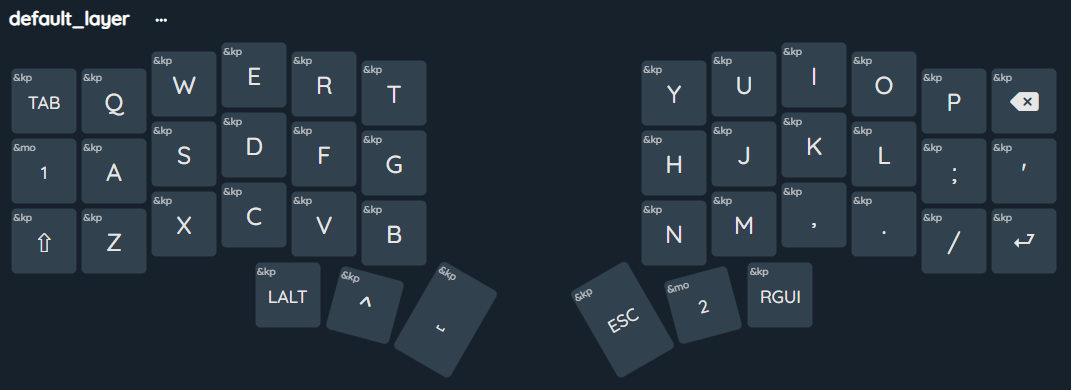 default_layer ...
&kp TAB &kp Q &kp W &kp E &kp R &kp T &kp Y &kp U &kp I &kp O &kp P &kp ⌫
&mo 1 &kp A &kp S &kp D &kp F &kp G &kp H &kp J &kp K &kp L &kp ; &kp '
&kp ⇧ &kp Z &kp X &kp C &kp V &kp B &kp N &kp M &kp , &kp . &kp / &kp ⏎
&kp LALT &kp ^ &kp ⎵ &kp ESC &mo 2 &kp RGUI